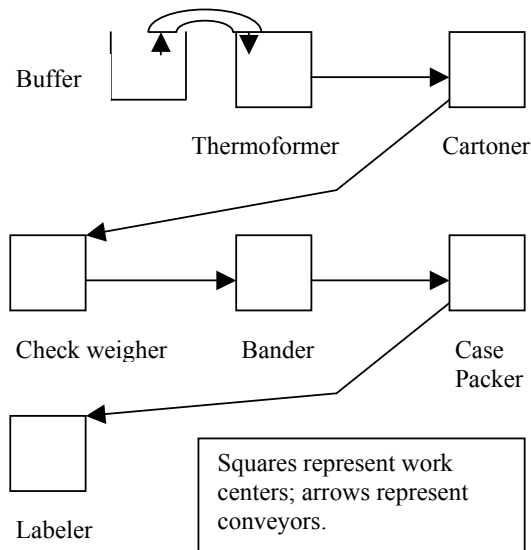 Buffer
Thermoformer
Cartoner
Check weigher
Bander
Case
Packer
Labeler
Squares represent work
centers; arrows represent
conveyors.